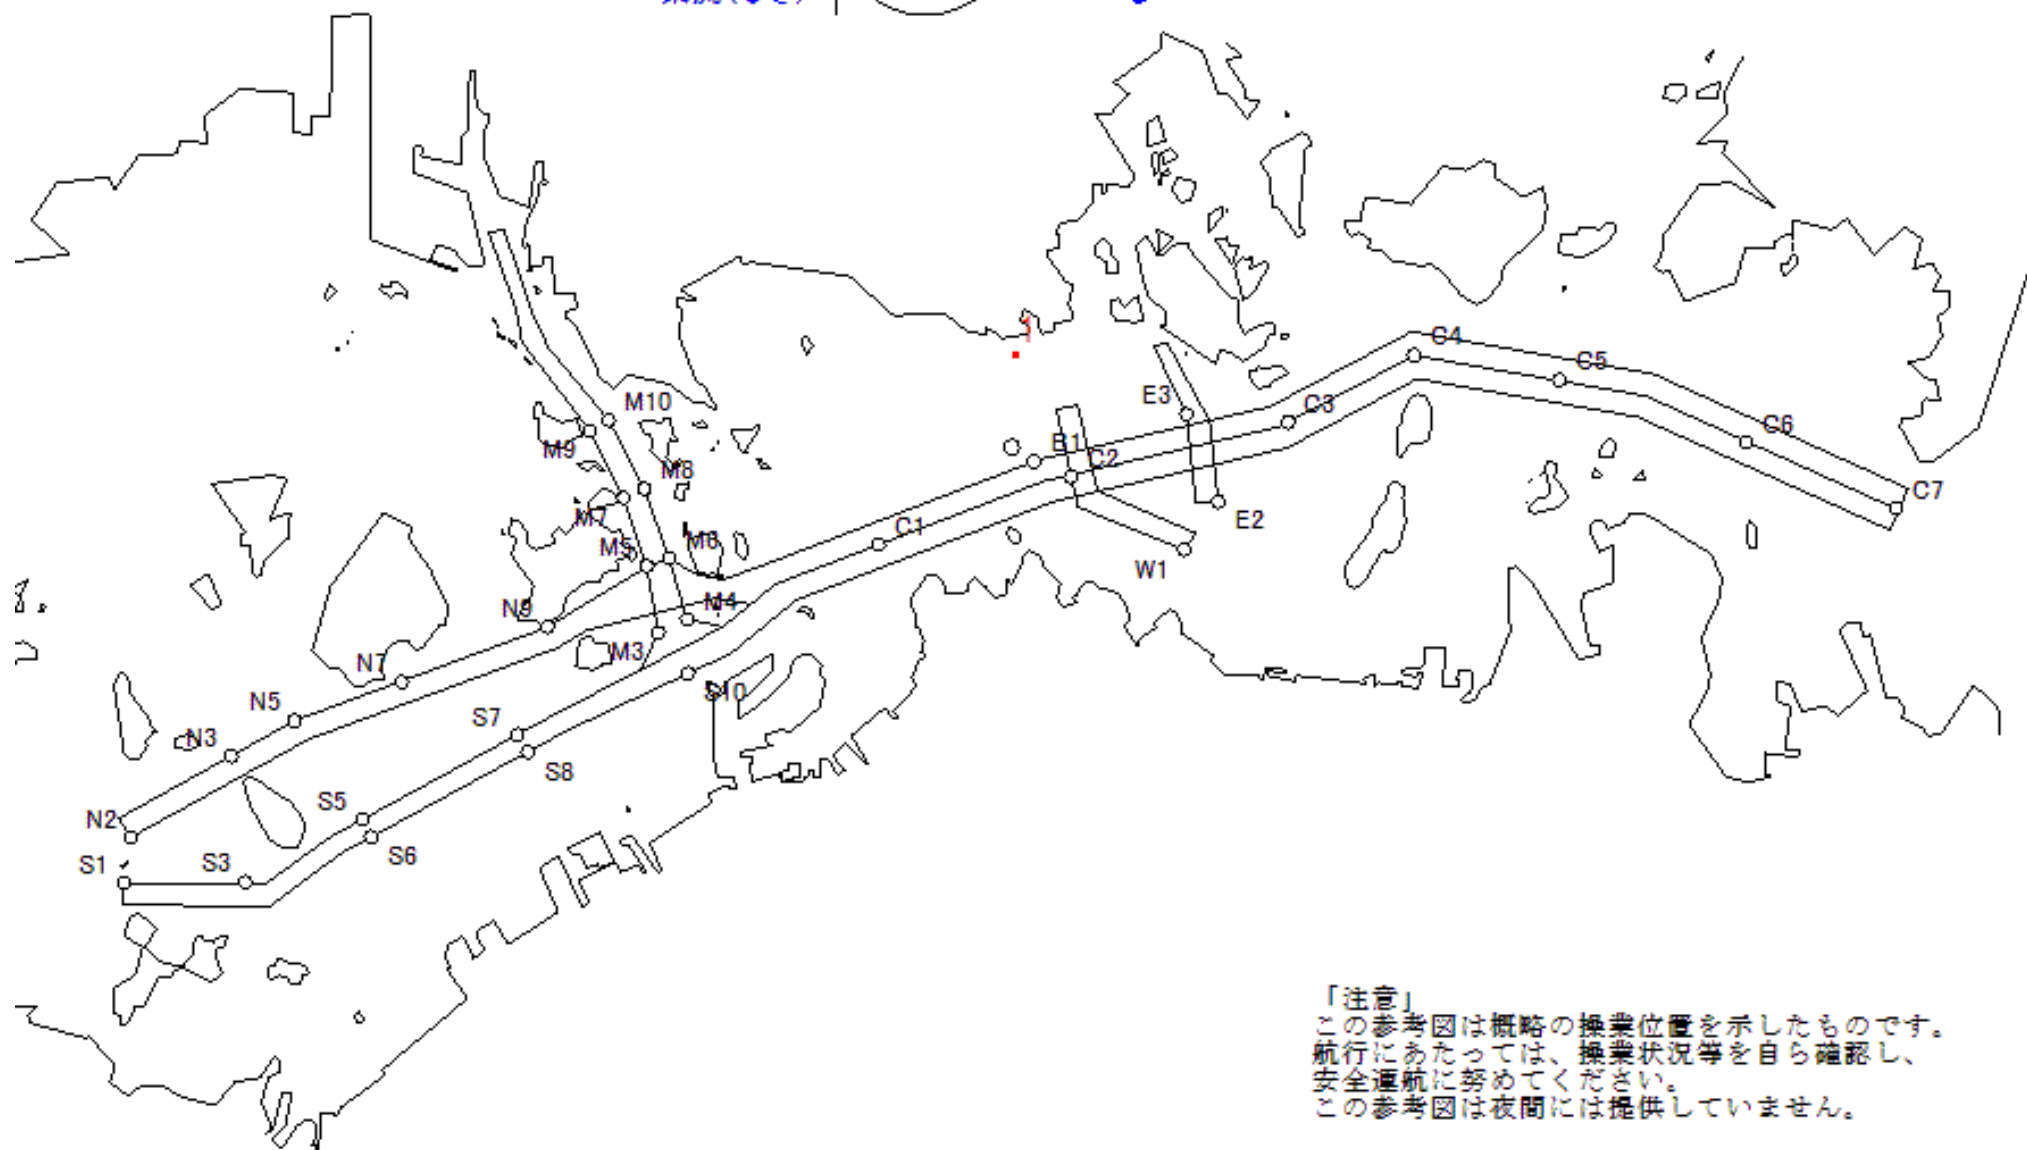 1
C4
C5
M10
E3
C3
C6
M9
B1
C2
M8
C7
M7
C1
E2
M5
M6
W1
N9
M4
M3
N7
S10
N5
S7
N3
S8
S5
N2
S6
S1
S3
「注意」
この参考図は概略の操業位置を示したものです。
航行にあたっては、操業状況等を自ら確認し、
安全運航に努めてください。
この参考図は夜間には提供していません。